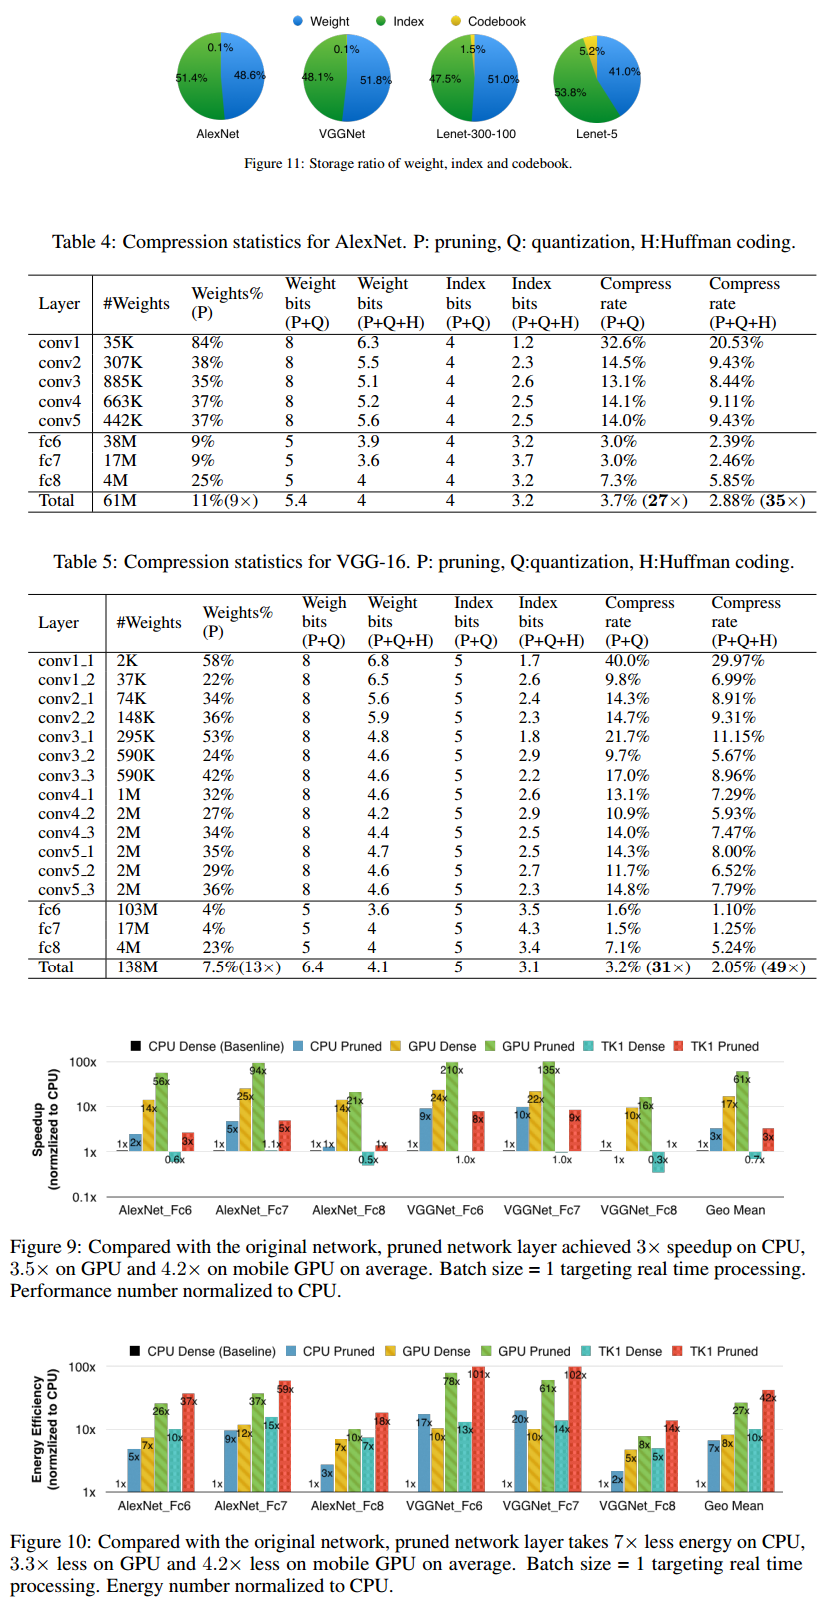 Weight Index Codebook
0.1% 0.1% 1.5% 5.2%
51.4% 48.6% 48.1% 51.8% 47.5% 51.0% 41.0%
53.8%
AlexNet VGGNet Lenet-300-100 Lenet-5
Figure 11: Storage ratio of weight, index and codebook.
Table 4: Compression statistics for AlexNet. P: pruning, Q: quantization, H:Huffman coding.
Layer #Weights Weights% (P) Weight bits (P+Q) Weight bits (P+Q+H) Index bits (P+Q) Index bits (P+Q+H) Compress rate (P+Q) Compress rate (P+Q+H)
conv1 35K 84% 8 6.3 4 1.2 32.6% 20.53%
conv2 307K 38% 8 5.5 4 2.3 14.5% 9.43%
conv3 885K 35% 8 5.1 4 2.6 13.1% 8.44%
conv4 663K 37% 8 5.2 4 2.5 14.1% 9.11%
conv5 442K 37% 8 5.6 4 2.5 14.0% 9.43%
fc6 38M 9% 5 3.9 4 3.2 3.0% 2.39%
fc7 17M 9% 5 3.6 4 3.7 3.0% 2.46%
fc8 4M 25% 5 4 4 3.2 7.3% 5.85%
Total 61M 11%(9×) 5.4 4 4 3.2 3.7% (27×) 2.88% (35×)
Table 5: Compression statistics for VGG-16. P: pruning, Q:quantization, H:Huffman coding.
Layer #Weights Weights% (P) Weigh bits (P+Q) Weight bits (P+Q+H) Index bits (P+Q) Index bits (P+Q+H) Compress rate (P+Q) Compress rate (P+Q+H)
conv1_1 2K 58% 8 6.8 5 1.7 40.0% 29.97%
conv1_2 37K 22% 8 6.5 5 2.6 9.8% 6.99%
conv2_1 74K 34% 8 5.6 5 2.4 14.3% 8.91%
conv2_2 148K 36% 8 5.9 5 2.3 14.7% 9.31%
conv3_1 295K 53% 8 4.8 5 1.8 21.7% 11.15%
conv3_2 590K 24% 8 4.6 5 2.9 9.7% 5.67%
conv3_3 590K 42% 8 4.6 5 2.2 17.0% 8.96%
conv4_1 1M 32% 8 4.6 5 2.6 13.1% 7.29%
conv4_2 2M 27% 8 4.2 5 2.9 10.9% 5.93%
conv4_3 2M 34% 8 4.4 5 2.5 14.0% 7.47%
conv5_1 2M 35% 8 4.7 5 2.5 14.3% 8.00%
conv5_2 2M 29% 8 4.6 5 2.7 11.7% 6.52%
conv5_3 2M 36% 8 4.6 5 2.3 14.8% 7.79%
fc6 103M 4% 5 3.6 5 3.5 1.6% 1.10%
fc7 17M 4% 5 4 5 4.3 1.5% 1.25%
fc8 4M 23% 5 4 5 3.4 7.1% 5.24%
Total 138M 7.5%(13×) 6.4 4.1 5 3.1 3.2% (31×) 2.05% (49×)
CPU Dense (Basenline) CPU Pruned GPU Dense GPU Pruned TK1 Dense TK1 Pruned
Speedup
(normzlized to CPU)
100x
10x
1x
0.1x
1x 2x 14x 56x 0.6x 3x
1x 5x 25x 94x 1.1x 5x
1x 1x 14x 21x 0.5x 1x
1x 9x 24x 210x 1.0x 8x
1x 10x 22x 135x 1.0x 9x
1x 1x 10x 16x 0.3x 1x
1x 3x 17x 61x 0.7x 3x
AlexNet_Fc6 AlexNet_Fc7 AlexNet_Fc8 VGGNet_Fc6 VGGNet_Fc7 VGGNet_Fc8 Geo Mean
Figure 9: Compared with the original network, pruned network layer achieved 3× speedup on CPU,
3.5× on GPU and 4.2× on mobile GPU on average. Batch size = 1 targeting real time processing.
Performance number normalized to CPU.
CPU Dense (Baseline) CPU Pruned GPU Dense GPU Pruned TK1 Dense TK1 Pruned
Energy Efficiency
(normzlized to CPU)
100x
10x
1x
1x 5x 7x 26x 10x 37x
1x 9x 12x 37x 15x 59x
1x 3x 7x 10x 7x 18x
1x 17x 10x 78x 13x 101x
1x 20x 10x 61x 14x 102x
1x 2x 5x 8x 5x 14x
1x 7x 8x 27x 10x 42x
AlexNet_Fc6 AlexNet_Fc7 AlexNet_Fc8 VGGNet_Fc6 VGGNet_Fc7 VGGNet_Fc8 Geo Mean
Figure 10: Compared with the original network, pruned network layer takes 7× less energy on CPU,
3.3× less on GPU and 4.2× less on mobile GPU on average. Batch size = 1 targeting real time
processing. Energy number normalized to CPU.